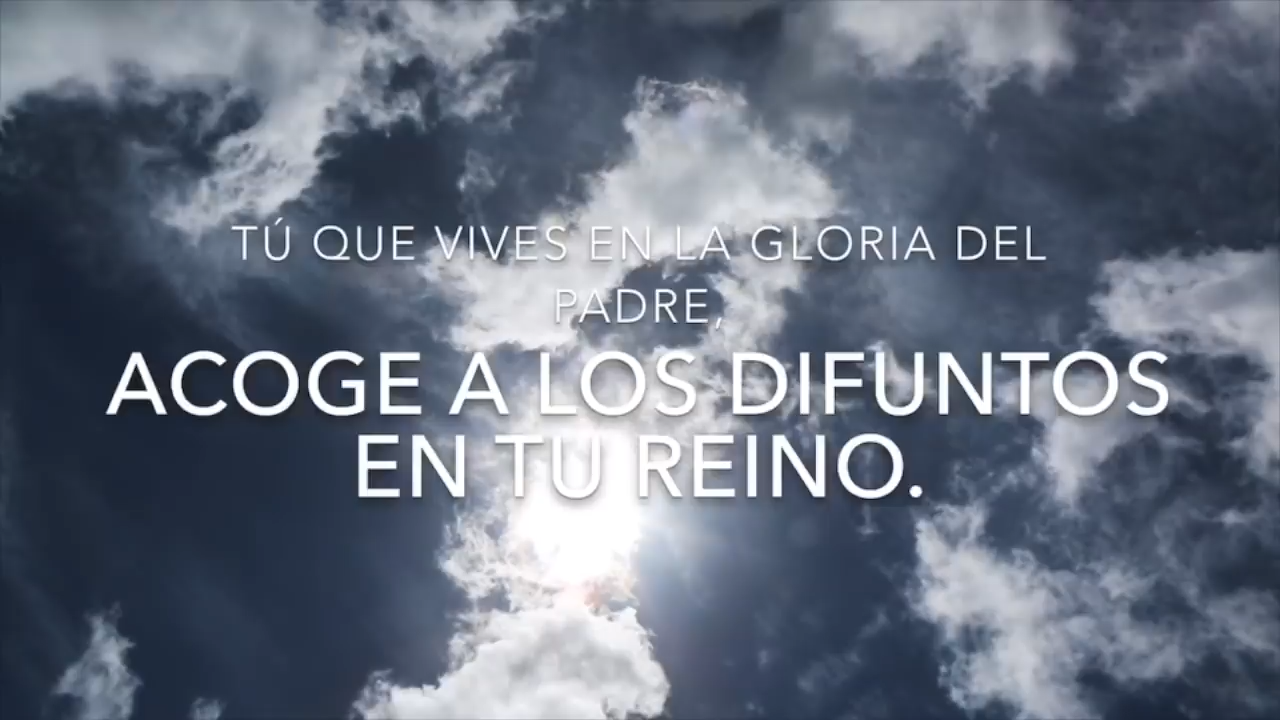 TÚ QUE VIVES EN LA GLORIA DEL
PADRE,
ACOGE A LOS DIFUNTOS
EN TU REINO.